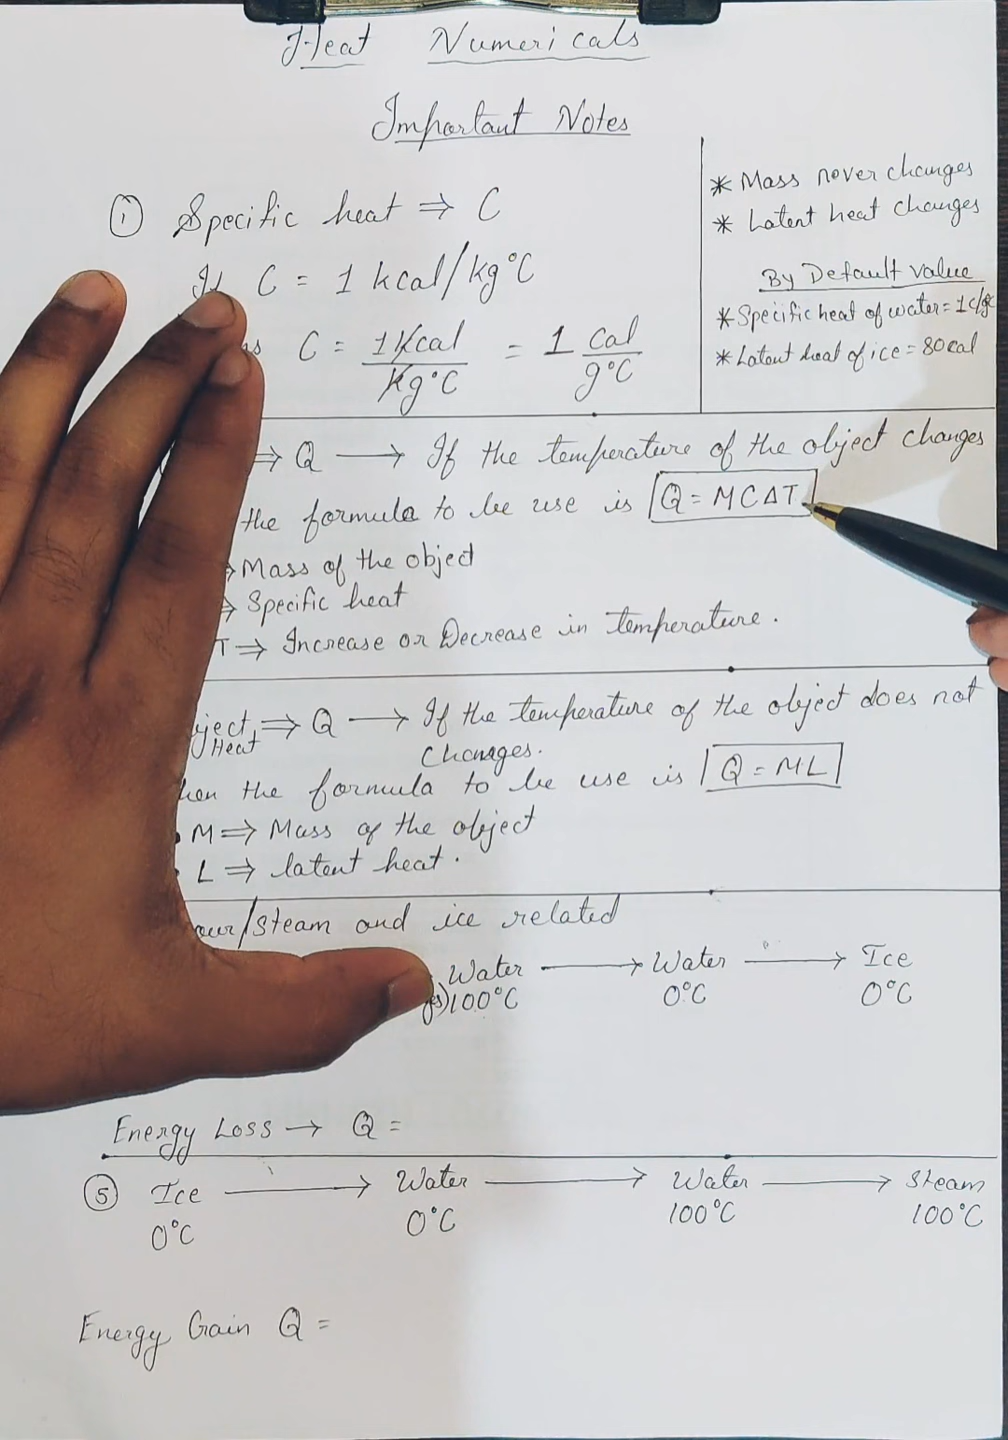 Heat Numericals
Important Notes
① Specific heat ⇒ C
If C = 1 kcal/kg°C
C = 1Kcal/Kg°C = 1 Cal/g°C
* Mass never changes
* Latent heat changes
By Default value
* Specific heat of water = 1
* Latent heat of ice = 80cal
⇒ Q → If the temperature of the object changes
the formula to be use is Q = MCΔT
⇒ Mass of the object
⇒ Specific heat
T ⇒ Increase or Decrease in temperature.
⇒ Q → If the temperature of the object does not
Heat
changes.
the formula to be use is Q = ML
• M ⇒ Mass of the object
• L ⇒ latent heat.
/steam and ice related
Water → Water → Ice
100°C 0°C 0°C
Energy Loss → Q =
⑤ Ice → Water → Water → Steam
0°C 0°C 100°C 100°C
Energy Gain Q =